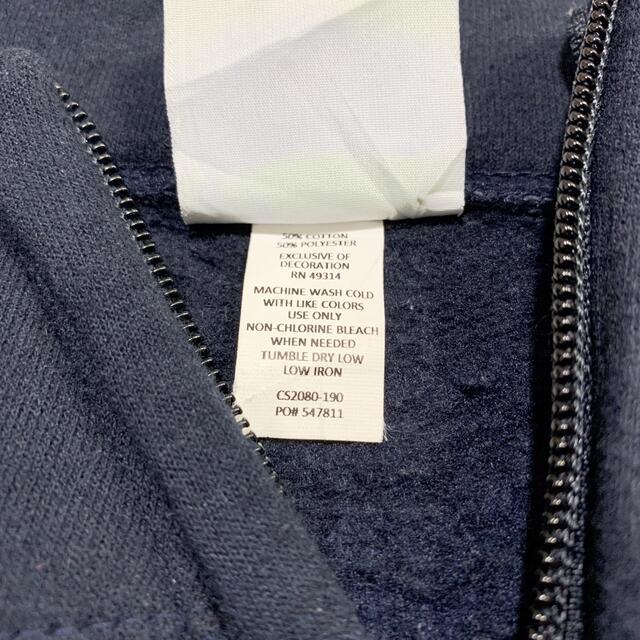 50% COTTON
50% POLYESTER
EXCLUSIVE OF
DECORATION
RN 49314
MACHINE WASH COLD
WITH LIKE COLORS
USE ONLY
NON-CHLORINE BLEACH
WHEN NEEDED
TUMBLE DRY LOW
LOW IRON
CS2080-190
PO# 547811